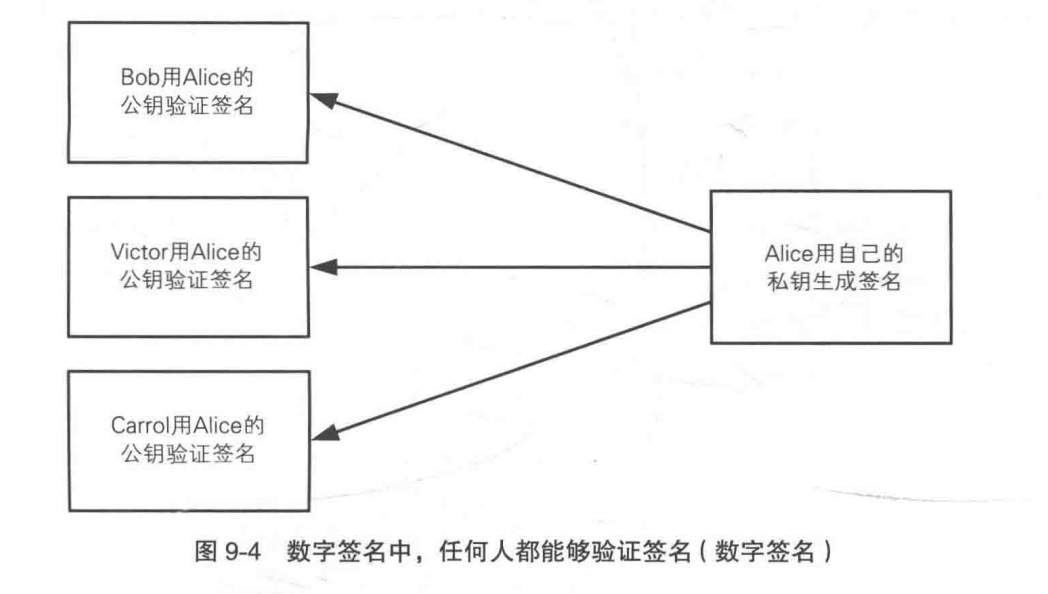 Bob用Alice的
公钥验证签名
Victor用Alice的
公钥验证签名
Alice用自己的
私钥生成签名
Carrol用Alice的
公钥验证签名
图 9-4 数字签名中，任何人都能够验证签名（数字签名）